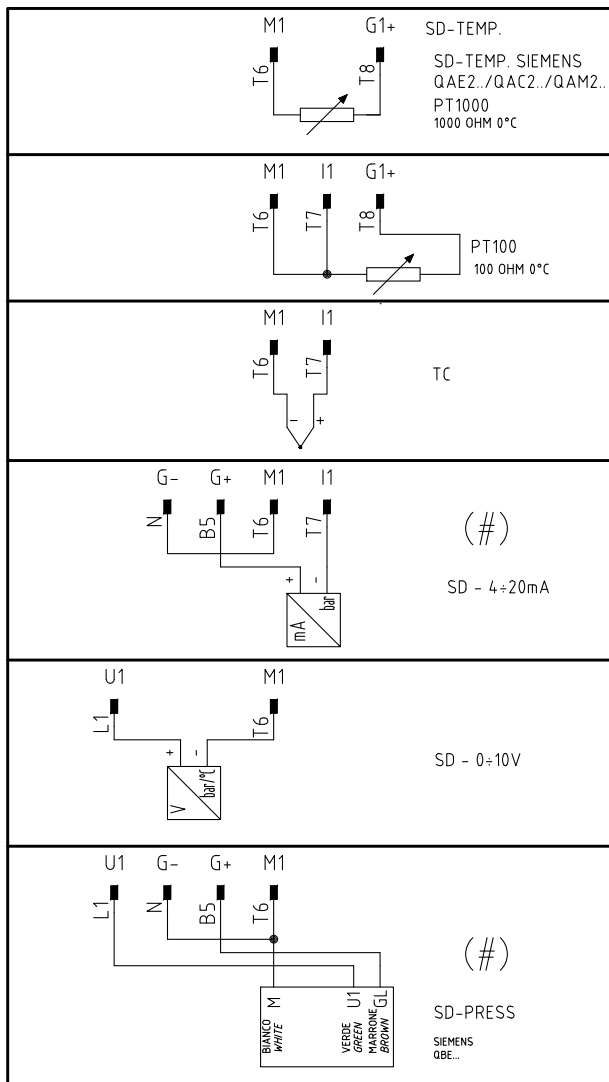 M1 G1+ SD-TEMP.
T6 T8
SD-TEMP. SIEMENS
QAE2../QAC2../QAM2..
PT1000
1000 OHM 0°C
M1 I1 G1+
T6 T7 T8
PT100
100 OHM 0°C
M1 I1
T6 T7
TC
- +
G- G+ M1 I1
N B5 T6 T7
(#)
+ -
mA bar
SD - 4÷20mA
U1 M1
L1 T6
+ -
V bar/°C
SD - 0÷10V
U1 G- G+ M1
L1 N B5 T6
(#)
M U1 GL
BIANCO
WHITE
VERDE
GREEN
MARRONE
BROWN
SD-PRESS
SIEMENS
QBE...